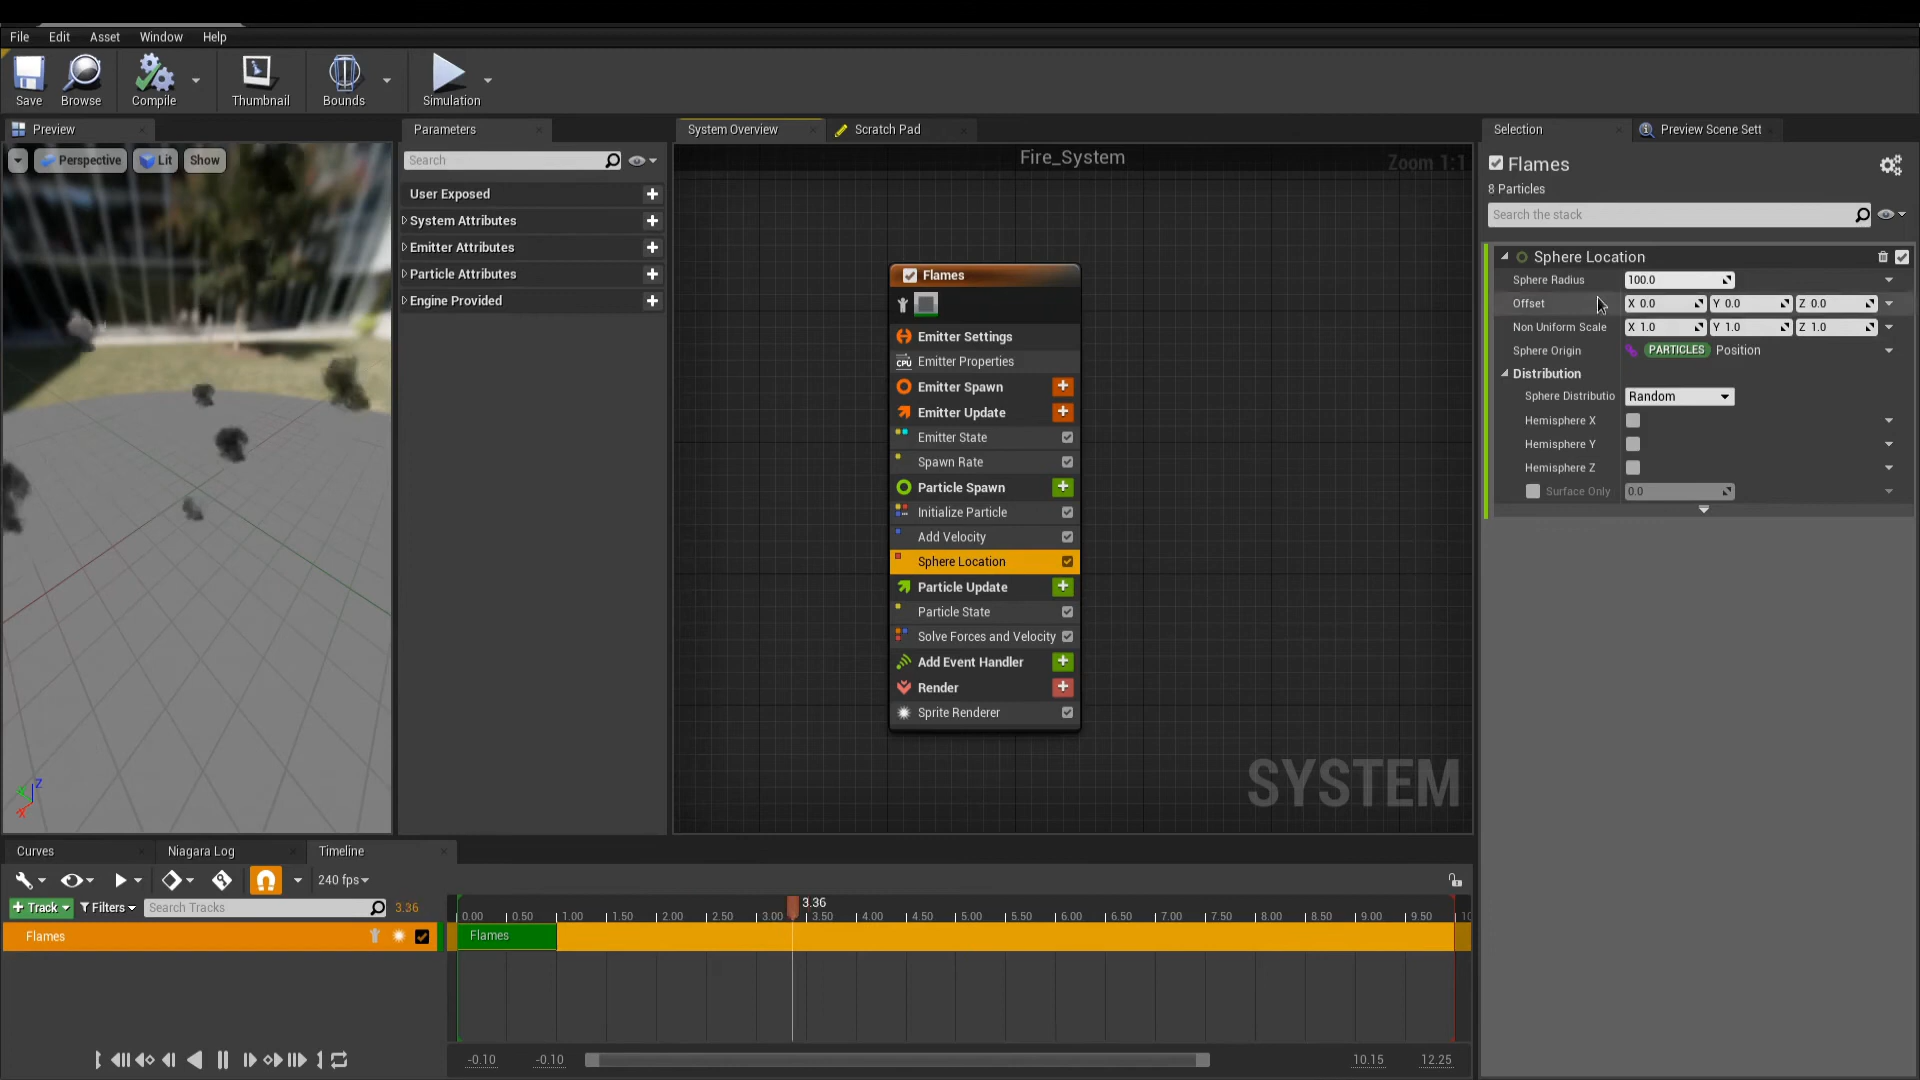 File Edit Asset Window Help
Save Browse Compile Thumbnail Bounds Simulation
Preview
Parameters
System Overview
Scratch Pad
Selection
Preview Scene Sett
Perspective Lit Show
Search
User Exposed
System Attributes
Emitter Attributes
Particle Attributes
Engine Provided
Fire_System
Zoom 1:1
Flames
Emitter Settings
CPU Emitter Properties
Emitter Spawn
Emitter Update
Emitter State
Spawn Rate
Particle Spawn
Initialize Particle
Add Velocity
Sphere Location
Particle Update
Particle State
Solve Forces and Velocity
Add Event Handler
Render
Sprite Renderer
SYSTEM
Flames
8 Particles
Search the stack
Sphere Location
Sphere Radius 100.0
Offset X 0.0 Y 0.0 Z 0.0
Non Uniform Scale X 1.0 Y 1.0 Z 1.0
Sphere Origin PARTICLES Position
Distribution
Sphere Distributio Random
Hemisphere X
Hemisphere Y
Hemisphere Z
Surface Only 0.0
Z
X
Curves Niagara Log Timeline
240 fps
+ Track Filters Search Tracks 3.36
3.36
0.00 0.50 1.00 1.50 2.00 2.50 3.00 3.50 4.00 4.50 5.00 5.50 6.00 6.50 7.00 7.50 8.00 8.50 9.00 9.50 10
Flames
Flames
-0.10 -0.10 10.15 12.25